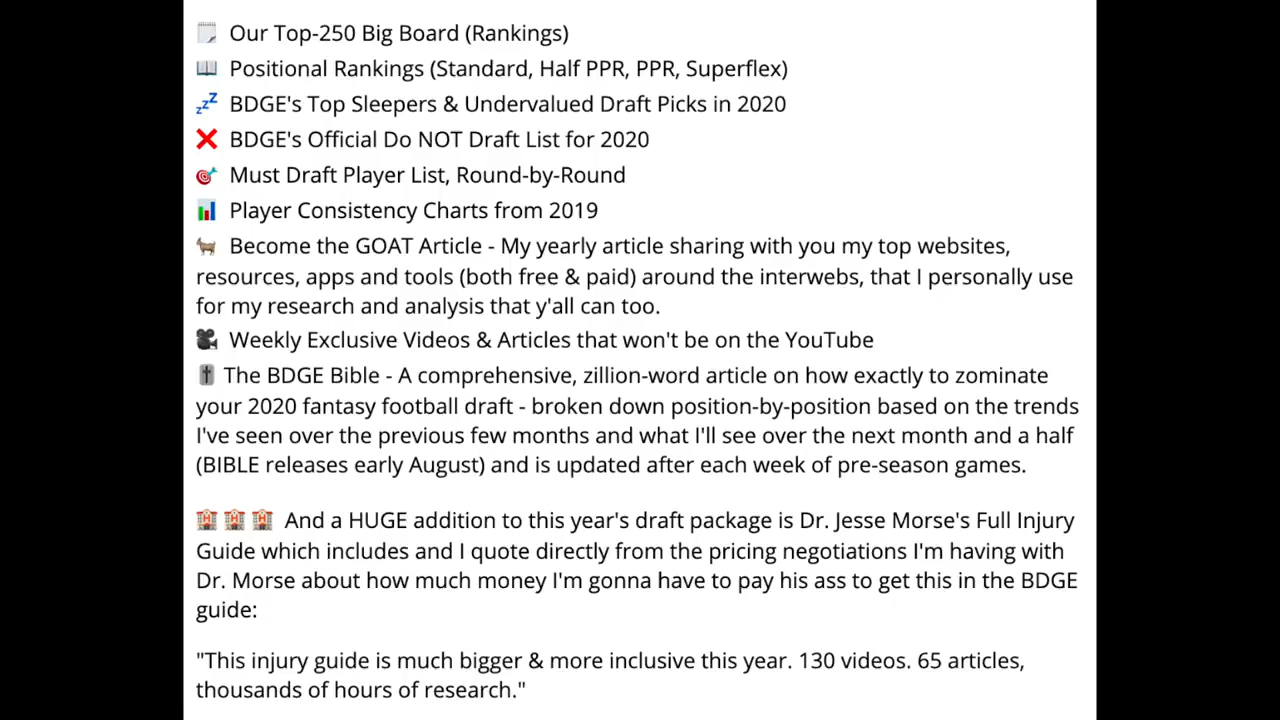 Our Top-250 Big Board (Rankings)
Positional Rankings (Standard, Half PPR, PPR, Superflex)
BDGE's Top Sleepers & Undervalued Draft Picks in 2020
BDGE's Official Do NOT Draft List for 2020
Must Draft Player List, Round-by-Round
Player Consistency Charts from 2019
Become the GOAT Article - My yearly article sharing with you my top websites,
resources, apps and tools (both free & paid) around the interwebs, that I personally use
for my research and analysis that y'all can too.
Weekly Exclusive Videos & Articles that won't be on the YouTube
The BDGE Bible - A comprehensive, zillion-word article on how exactly to zominate
your 2020 fantasy football draft - broken down position-by-position based on the trends
I've seen over the previous few months and what I'll see over the next month and a half
(BIBLE releases early August) and is updated after each week of pre-season games.
And a HUGE addition to this year's draft package is Dr. Jesse Morse's Full Injury
Guide which includes and I quote directly from the pricing negotiations I'm having with
Dr. Morse about how much money I'm gonna have to pay his ass to get this in the BDGE
guide:
"This injury guide is much bigger & more inclusive this year. 130 videos. 65 articles,
thousands of hours of research."